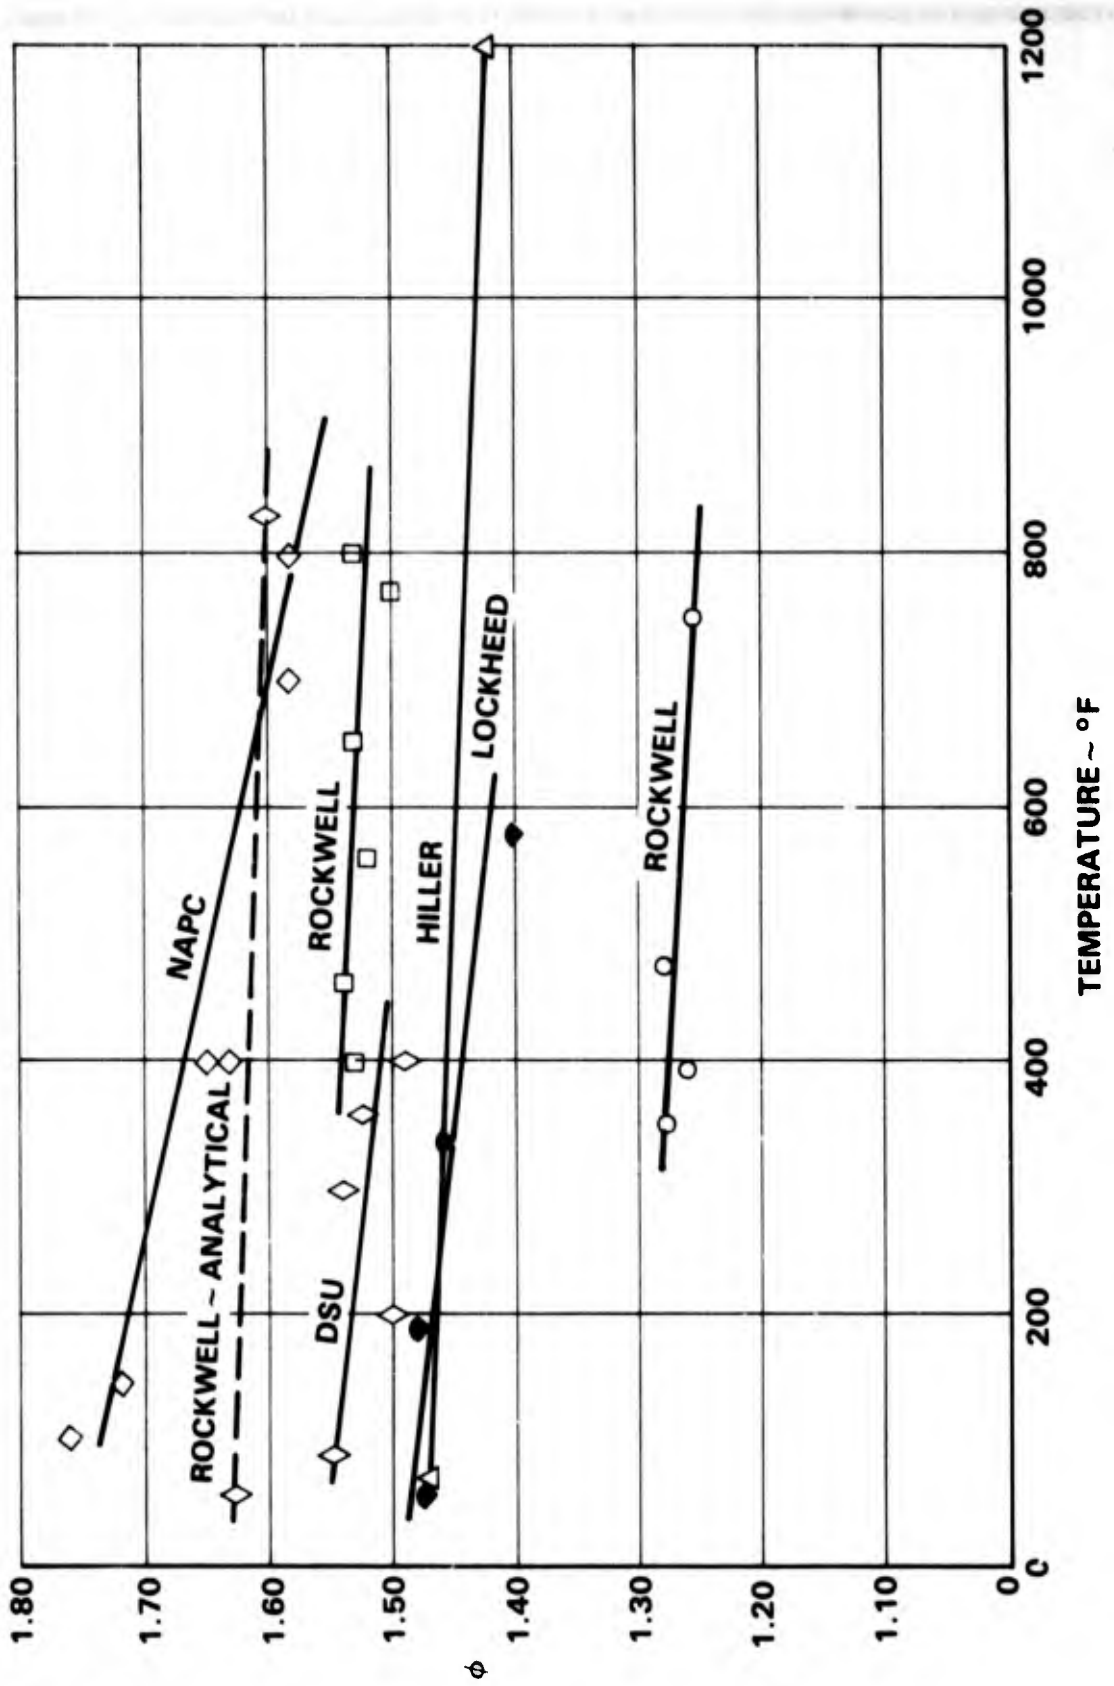 1.80
1.70
1.60
1.50
1.40
1.30
1.20
1.10
0
ϕ
NAPC
ROCKWELL ~ ANALYTICAL
ROCKWELL
DSU
HILLER
LOCKHEED
ROCKWELL
0 200 400 600 800 1000 1200
TEMPERATURE ~ °F